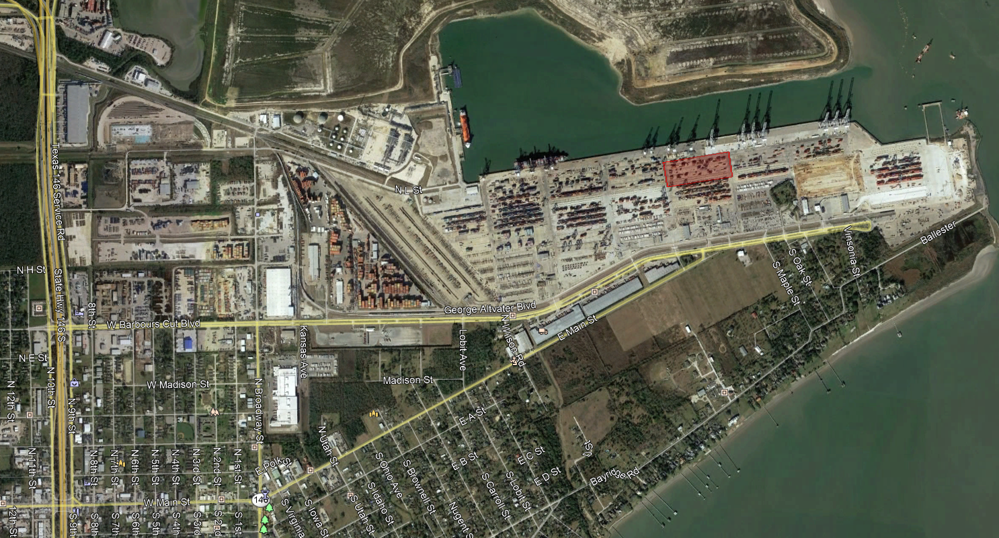 Texas 146 Service Rd
N L St
Vinsonia St
Ballester
S Oak St
S Maple St
N H St
State Hwy 146 S
8th St
George Altvater Blvd
W Barbours Cut Blvd
Kansas Ave
Lobit Ave
N Wilson Rd
E Main St
N E St
N 12th St
N 10th St
N 9th St
W Madison St
Madison St
N Broadway St
E A St
N Utah St
E Polk St
E B St
E C St
E D St
Bayridge Rd
N 11th St
N 8th St
N 7th St
N 6th St
N 5th St
N 4th St
N 3rd St
N 2nd St
N 1st St
S Ohio Ave
S Brownell St
S Carroll St
S Lobit St
S Idaho St
S Utah St
S Iowa St
S Virginia
Nugent S
W Main St
146
12th St
S 9th
S 8th
S 7th
S 6th
S 5th
S 4th
S 3rd
S 2nd
S 1st